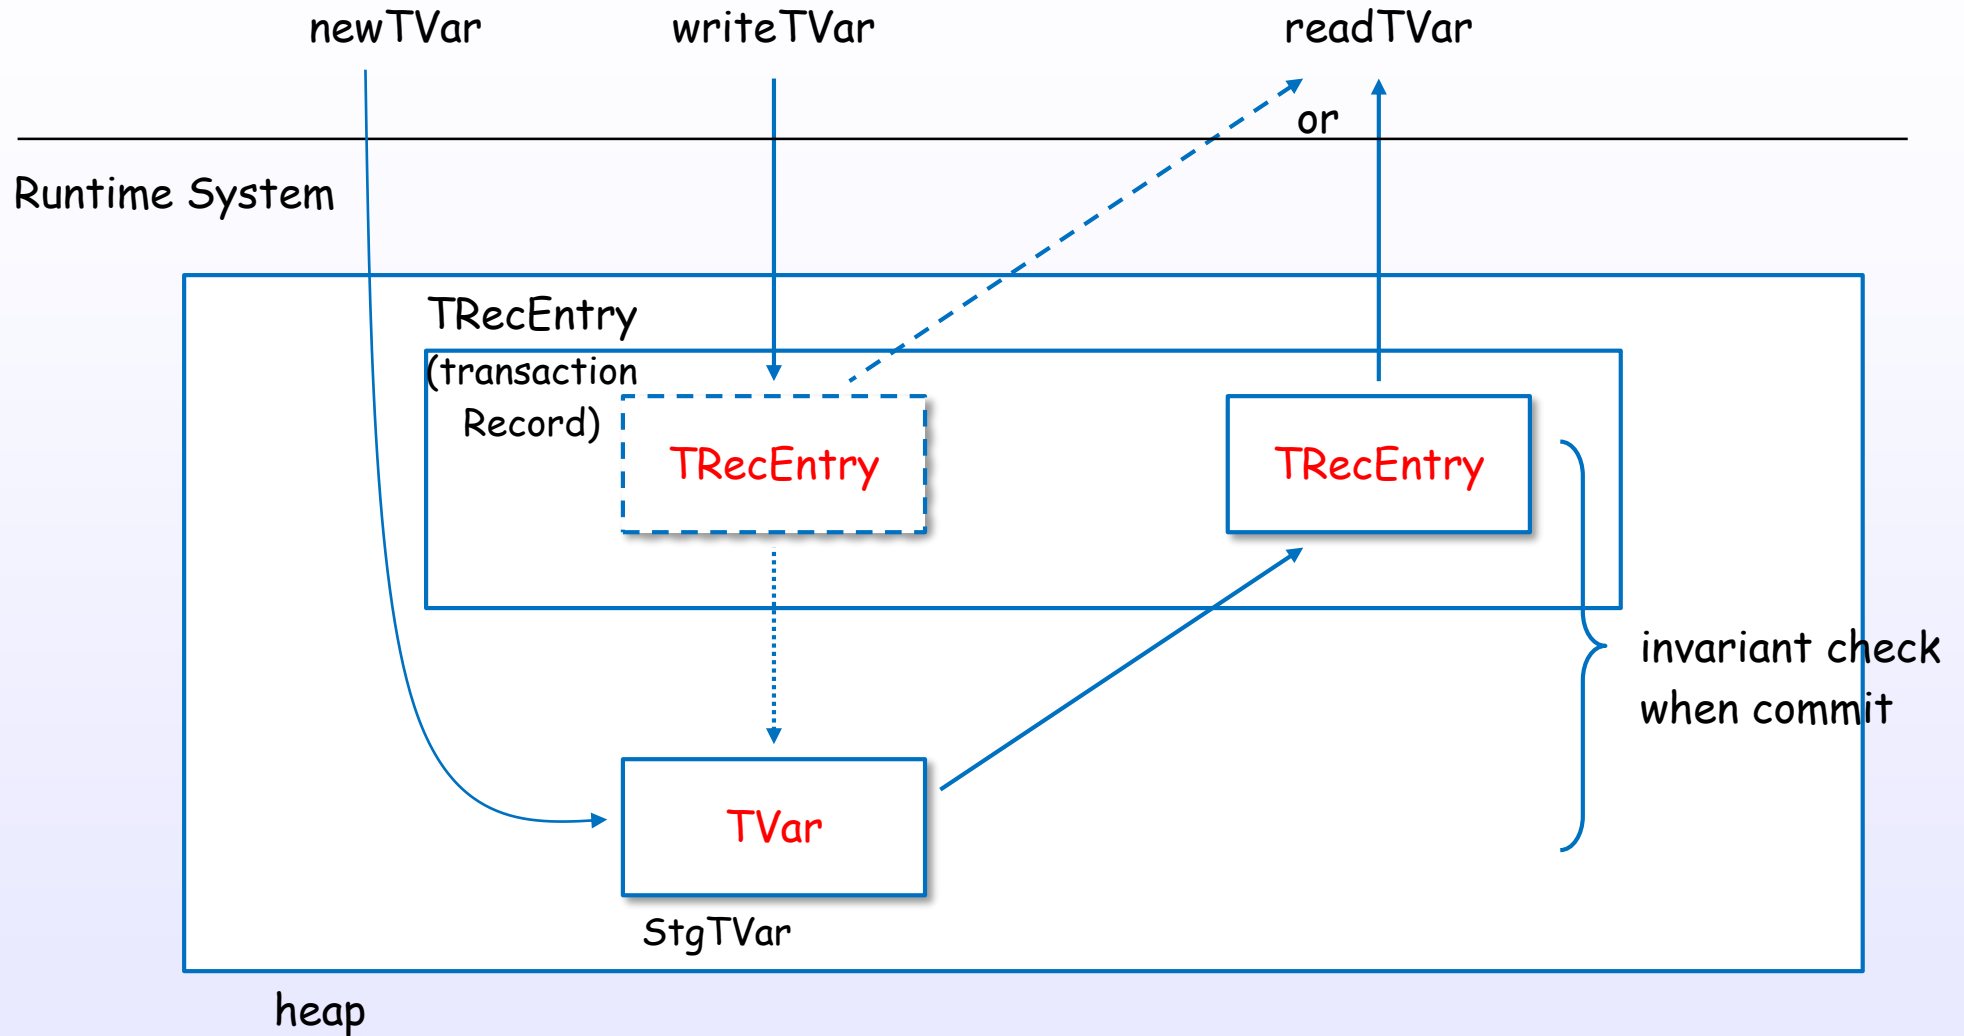 newTVar
writeTVar
readTVar
or
Runtime System
TRecEntry
(transaction
Record)
TRecEntry
TRecEntry
invariant check
when commit
TVar
StgTVar
heap